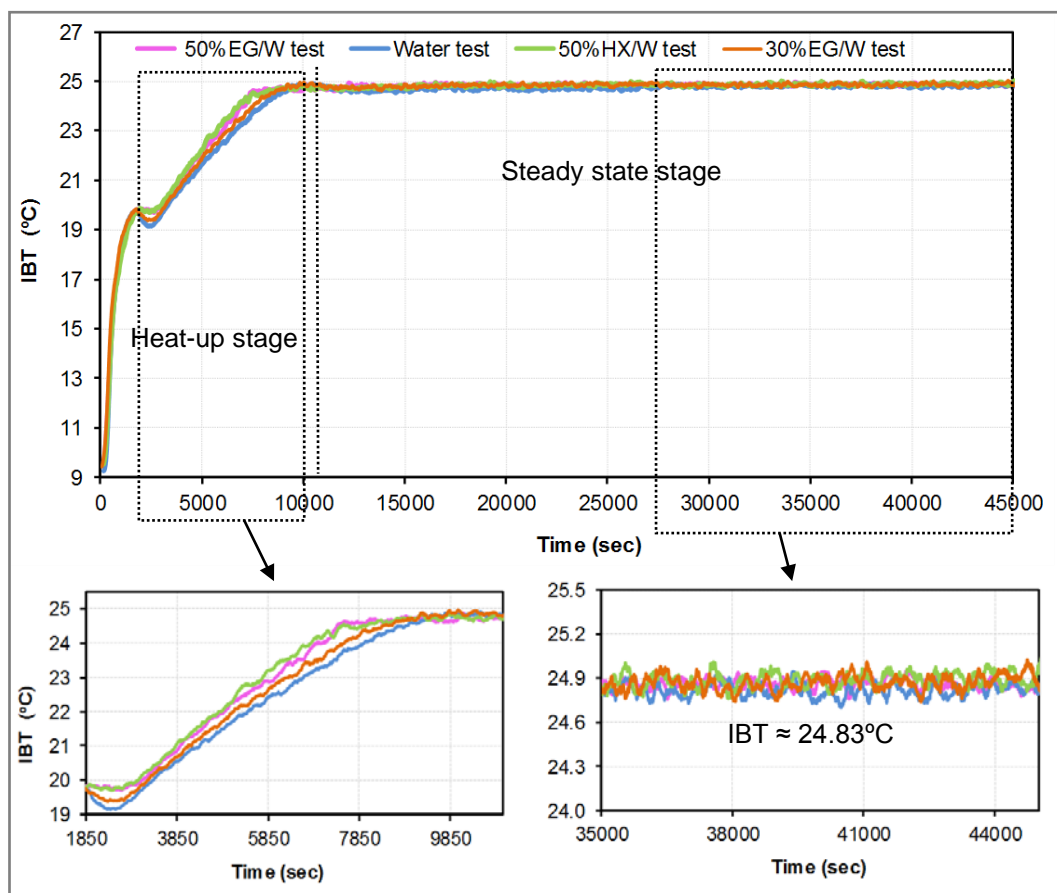 27
50%EG/W test Water test 50%HX/W test 30%EG/W test
25
23
21
19
17
15
13
11
9
IBT (ºC)
Steady state stage
Heat-up stage
0 5000 10000 15000 20000 25000 30000 35000 40000 45000
Time (sec)
25
24
23
22
21
20
19
IBT (ºC)
1850 3850 5850 7850 9850
Time (sec)
25.5
25.2
24.9
24.6
24.3
24.0
IBT ≈ 24.83ºC
35000 38000 41000 44000
Time (sec)